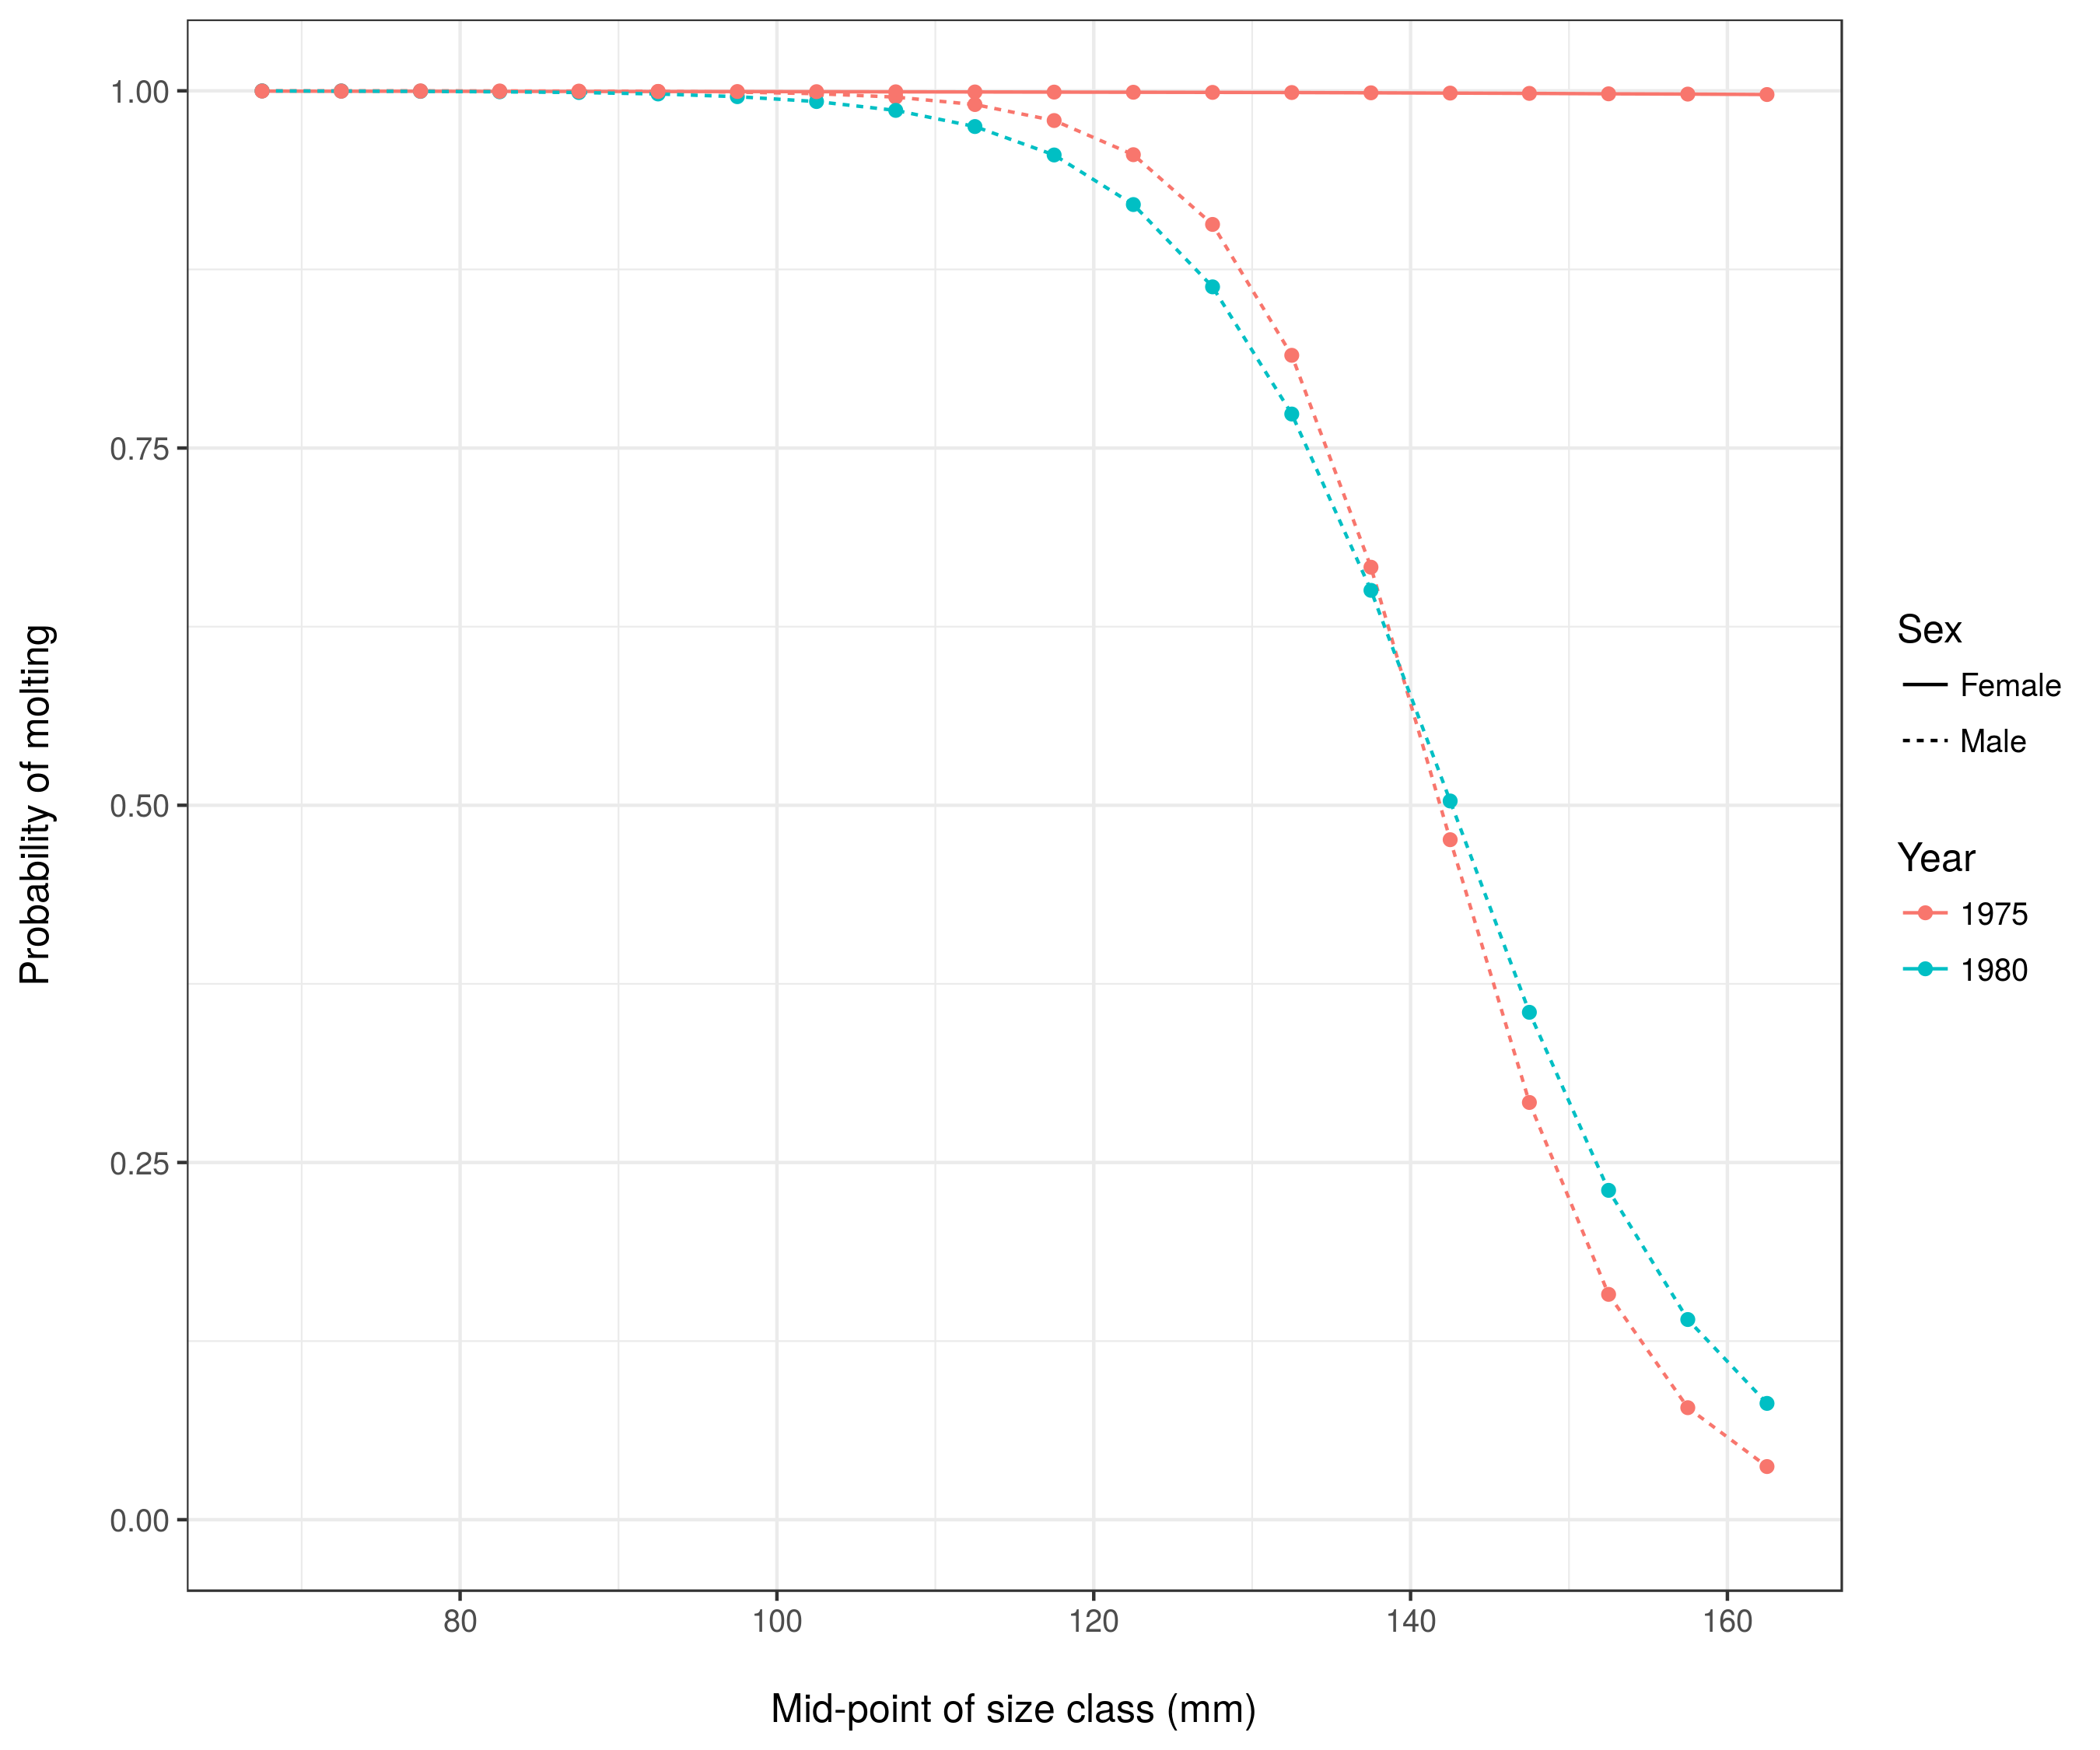 Probability of molting
1.00
0.75
0.50
0.25
0.00
80 100 120 140 160
Mid-point of size class (mm)
Sex
Female
Male
Year
1975
1980